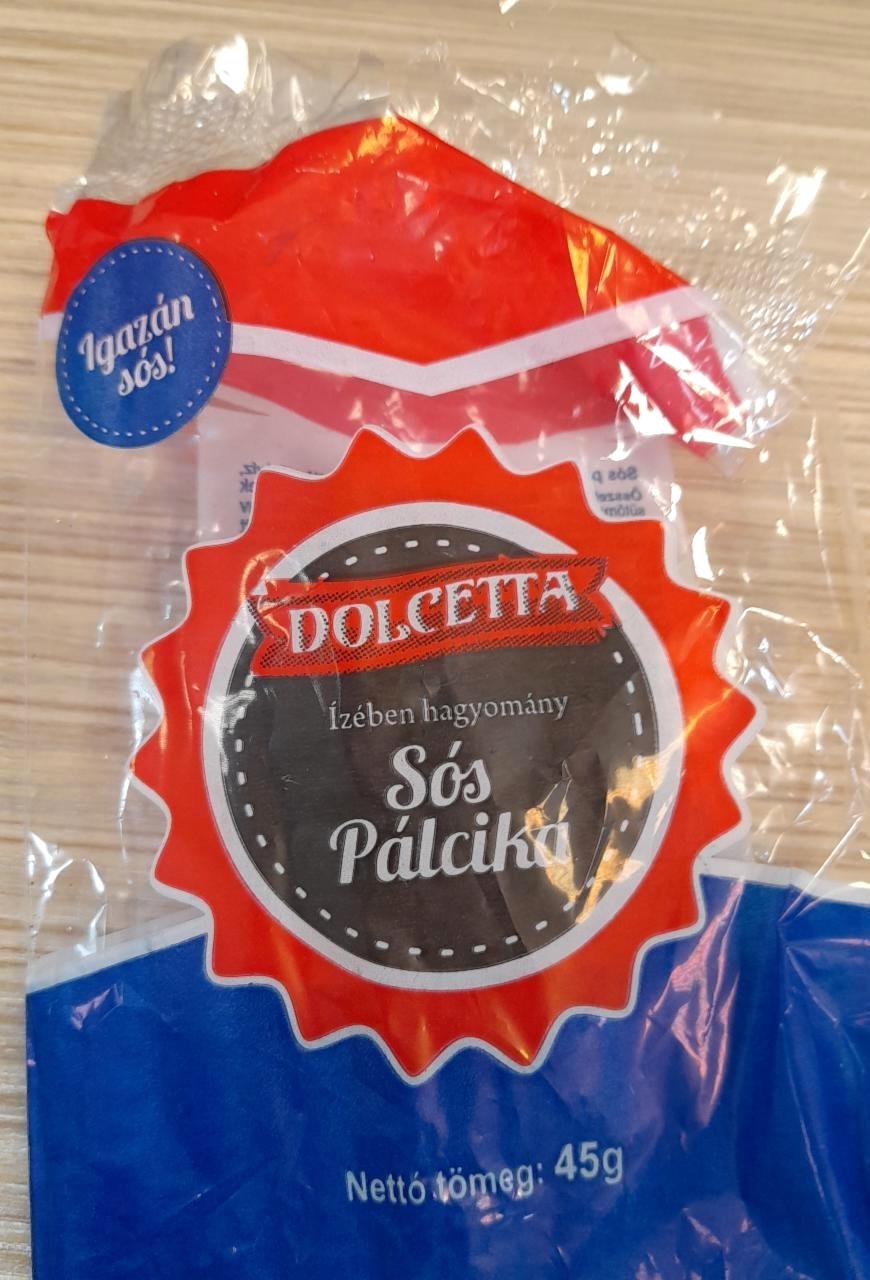 Igazán
sós!
DOLCETTA
Ízében hagyomány
Sós
Pálcika
Nettó tömeg: 45g